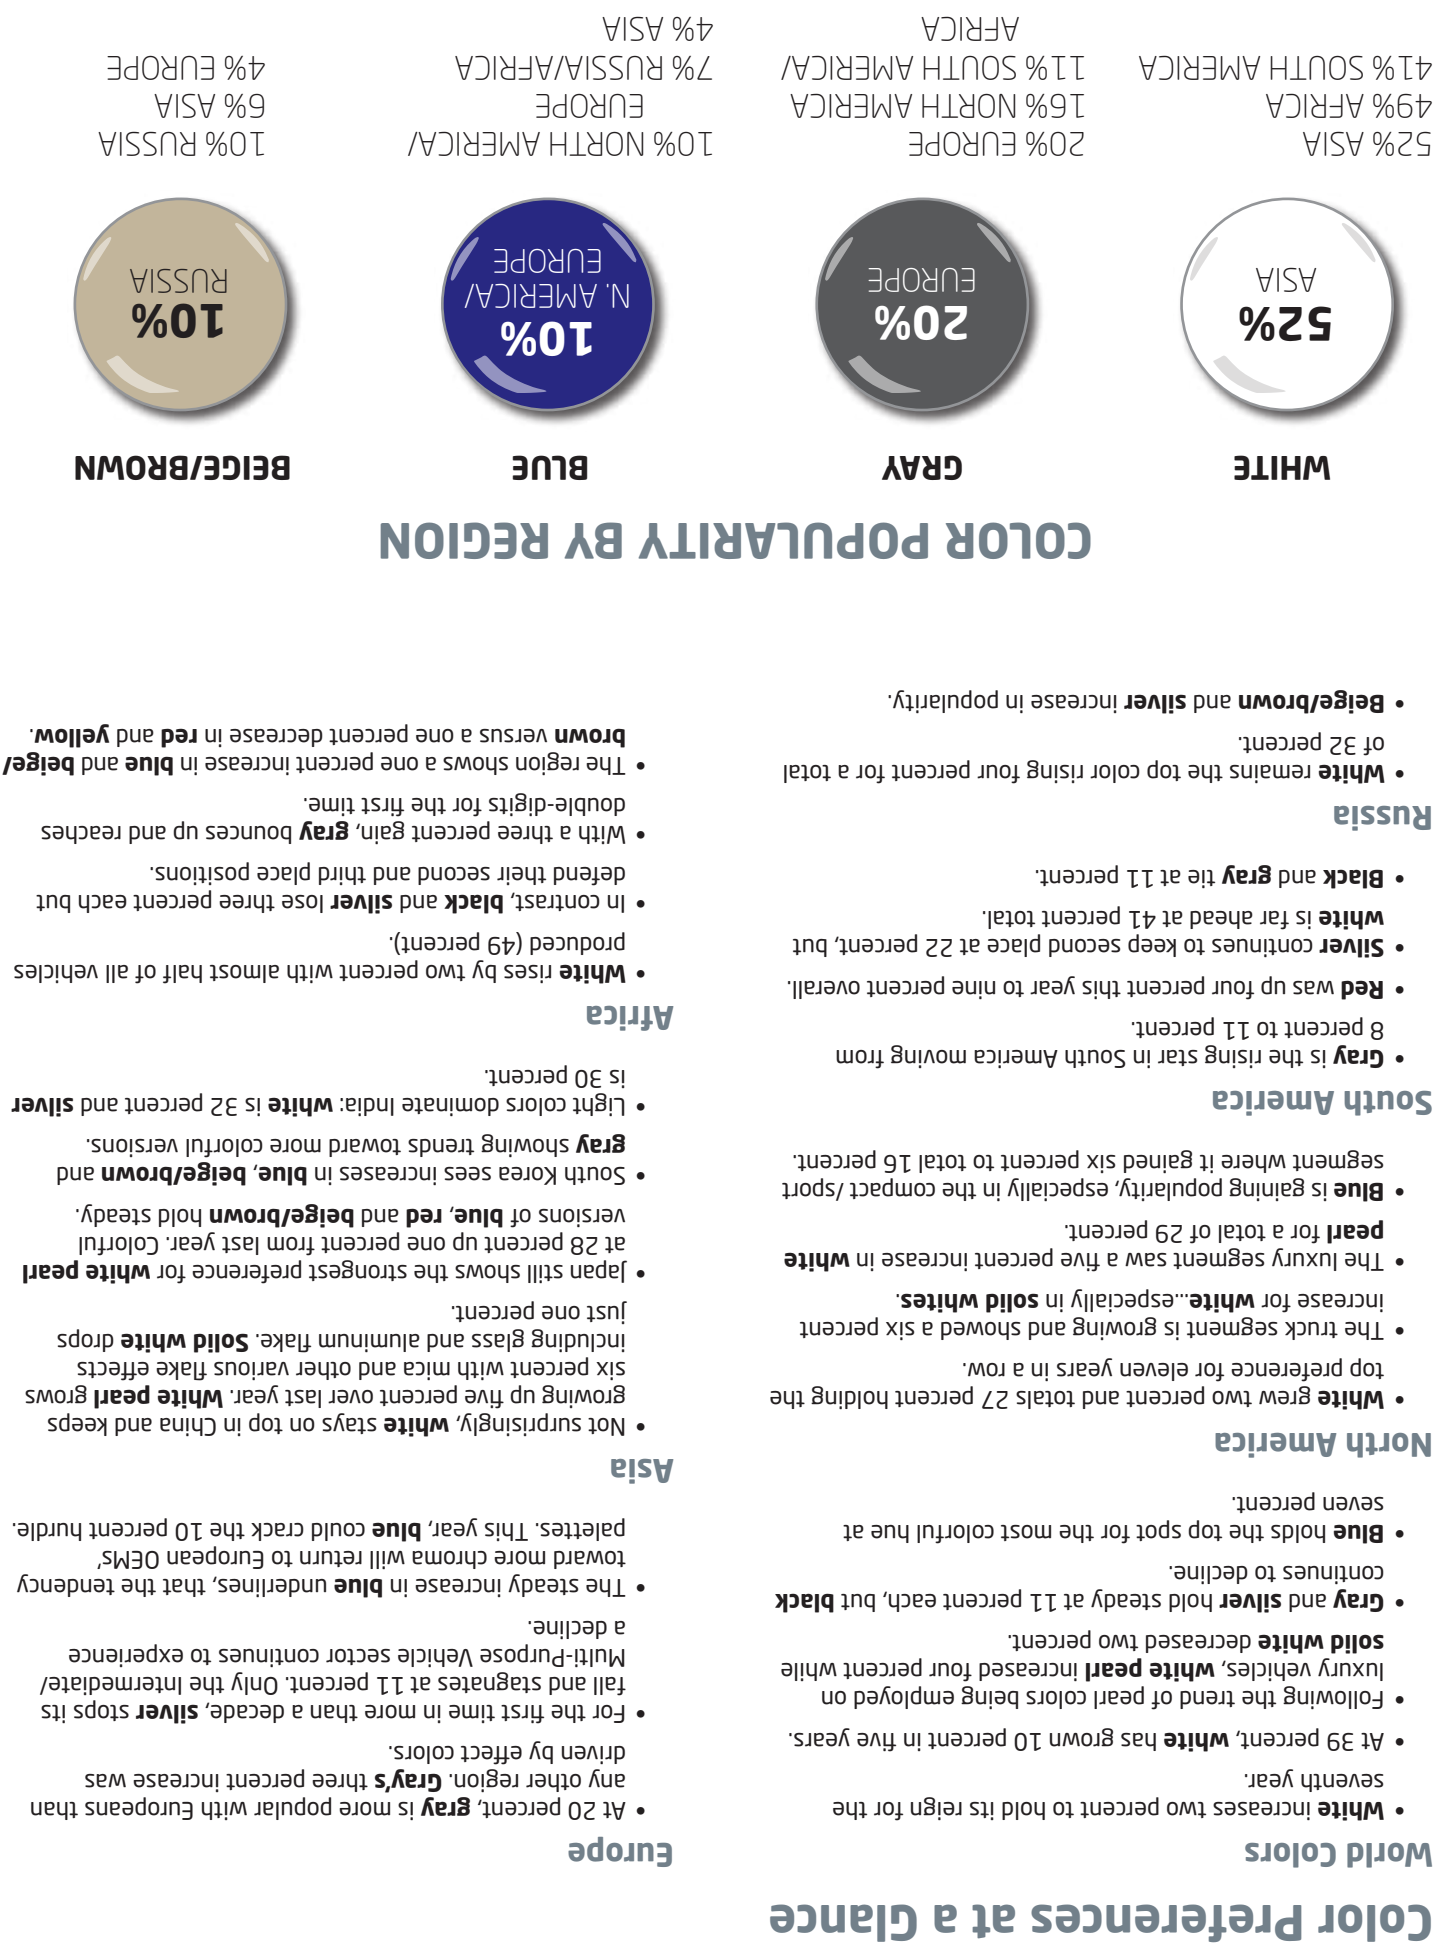 Color Preferences at a Glance
World Colors
• White increases two percent to hold its reign for the
seventh year.
• At 39 percent, white has grown 10 percent in five years.
• Following the trend of pearl colors being employed on
luxury vehicles, white pearl increased four percent while
solid white decreased two percent.
• Gray and silver hold steady at 11 percent each, but black
continues to decline.
• Blue holds the top spot for the most colorful hue at
seven percent.
North America
• White grew two percent and totals 27 percent holding the
top preference for eleven years in a row.
• The truck segment is growing and showed a six percent
increase for white...especially in solid whites.
• The luxury segment saw a five percent increase in white
pearl for a total of 29 percent.
• Blue is gaining popularity, especially in the compact /sport
segment where it gained six percent to total 16 percent.
South America
• Gray is the rising star in South America moving from
8 percent to 11 percent.
• Red was up four percent this year to nine percent overall.
• Silver continues to keep second place at 22 percent, but
white is far ahead at 41 percent total.
• Black and gray tie at 11 percent.
Russia
• White remains the top color rising four percent for a total
of 32 percent.
• Beige/brown and silver increase in popularity.
Europe
• At 20 percent, gray is more popular with Europeans than
any other region. Gray's three percent increase was
driven by effect colors.
• For the first time in more than a decade, silver stops its
fall and stagnates at 11 percent. Only the Intermediate/
Multi-Purpose Vehicle sector continues to experience
a decline.
• The steady increase in blue underlines, that the tendency
toward more chroma will return to European OEMs'
palettes. This year, blue could crack the 10 percent hurdle.
Asia
• Not surprisingly, white stays on top in China and keeps
growing up five percent over last year. White pearl grows
six percent with mica and other various flake effects
including glass and aluminum flake. Solid white drops
just one percent.
• Japan still shows the strongest preference for white pearl
at 28 percent up one percent from last year. Colorful
versions of blue, red and beige/brown hold steady.
• South Korea sees increases in blue, beige/brown and
gray showing trends toward more colorful versions.
• Light colors dominate India: white is 32 percent and silver
is 30 percent.
Africa
• White rises by two percent with almost half of all vehicles
produced (49 percent).
• In contrast, black and silver lose three percent each but
defend their second and third place positions.
• With a three percent gain, gray bounces up and reaches
double-digits for the first time.
• The region shows a one percent increase in blue and beige/
brown versus a one percent decrease in red and yellow.
COLOR POPULARITY BY REGION
WHITE
52%
ASIA
52% ASIA
49% AFRICA
41% SOUTH AMERICA
GRAY
20%
EUROPE
20% EUROPE
16% NORTH AMERICA
11% SOUTH AMERICA/
AFRICA
BLUE
10%
N. AMERICA/
EUROPE
10% NORTH AMERICA/
EUROPE
7% RUSSIA/AFRICA
4% ASIA
BEIGE/BROWN
10%
RUSSIA
10% RUSSIA
6% ASIA
4% EUROPE